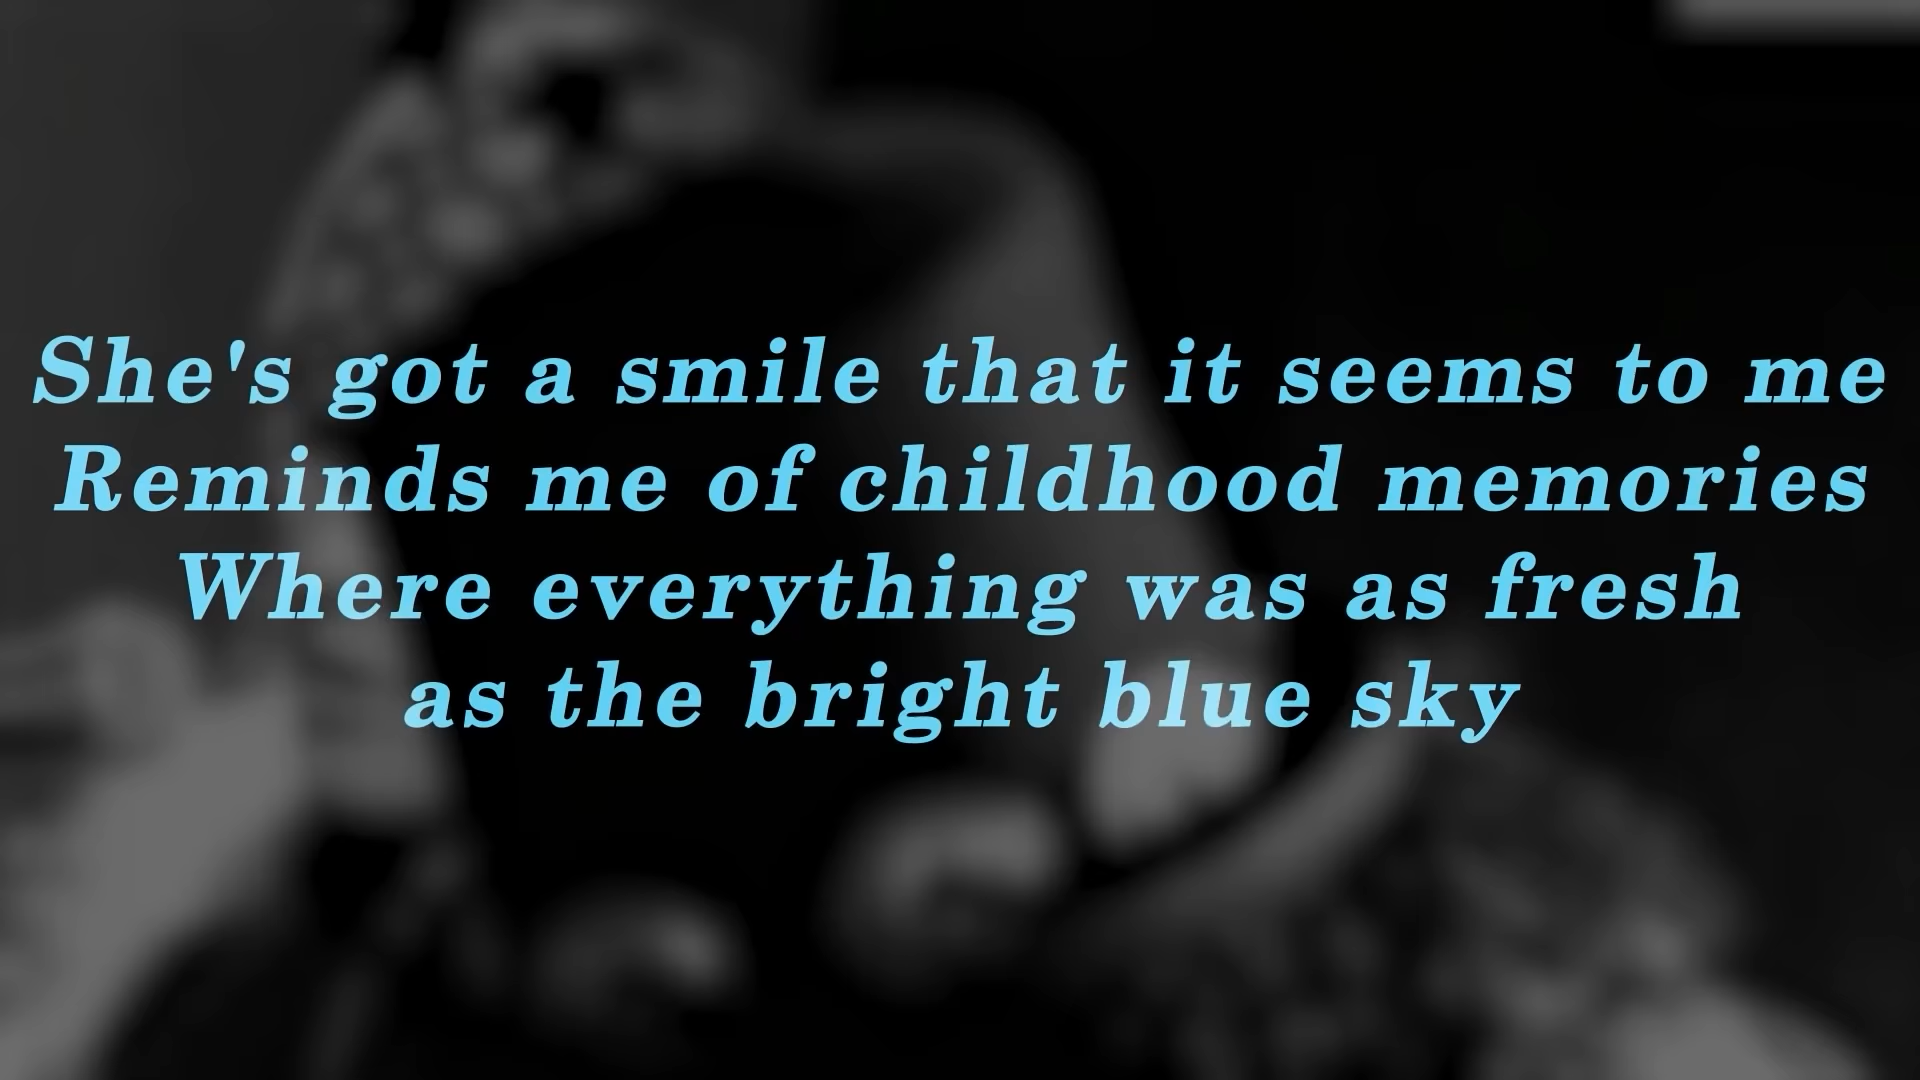 She's got a smile that it seems to me
Reminds me of childhood memories
Where everything was as fresh
as the bright blue sky